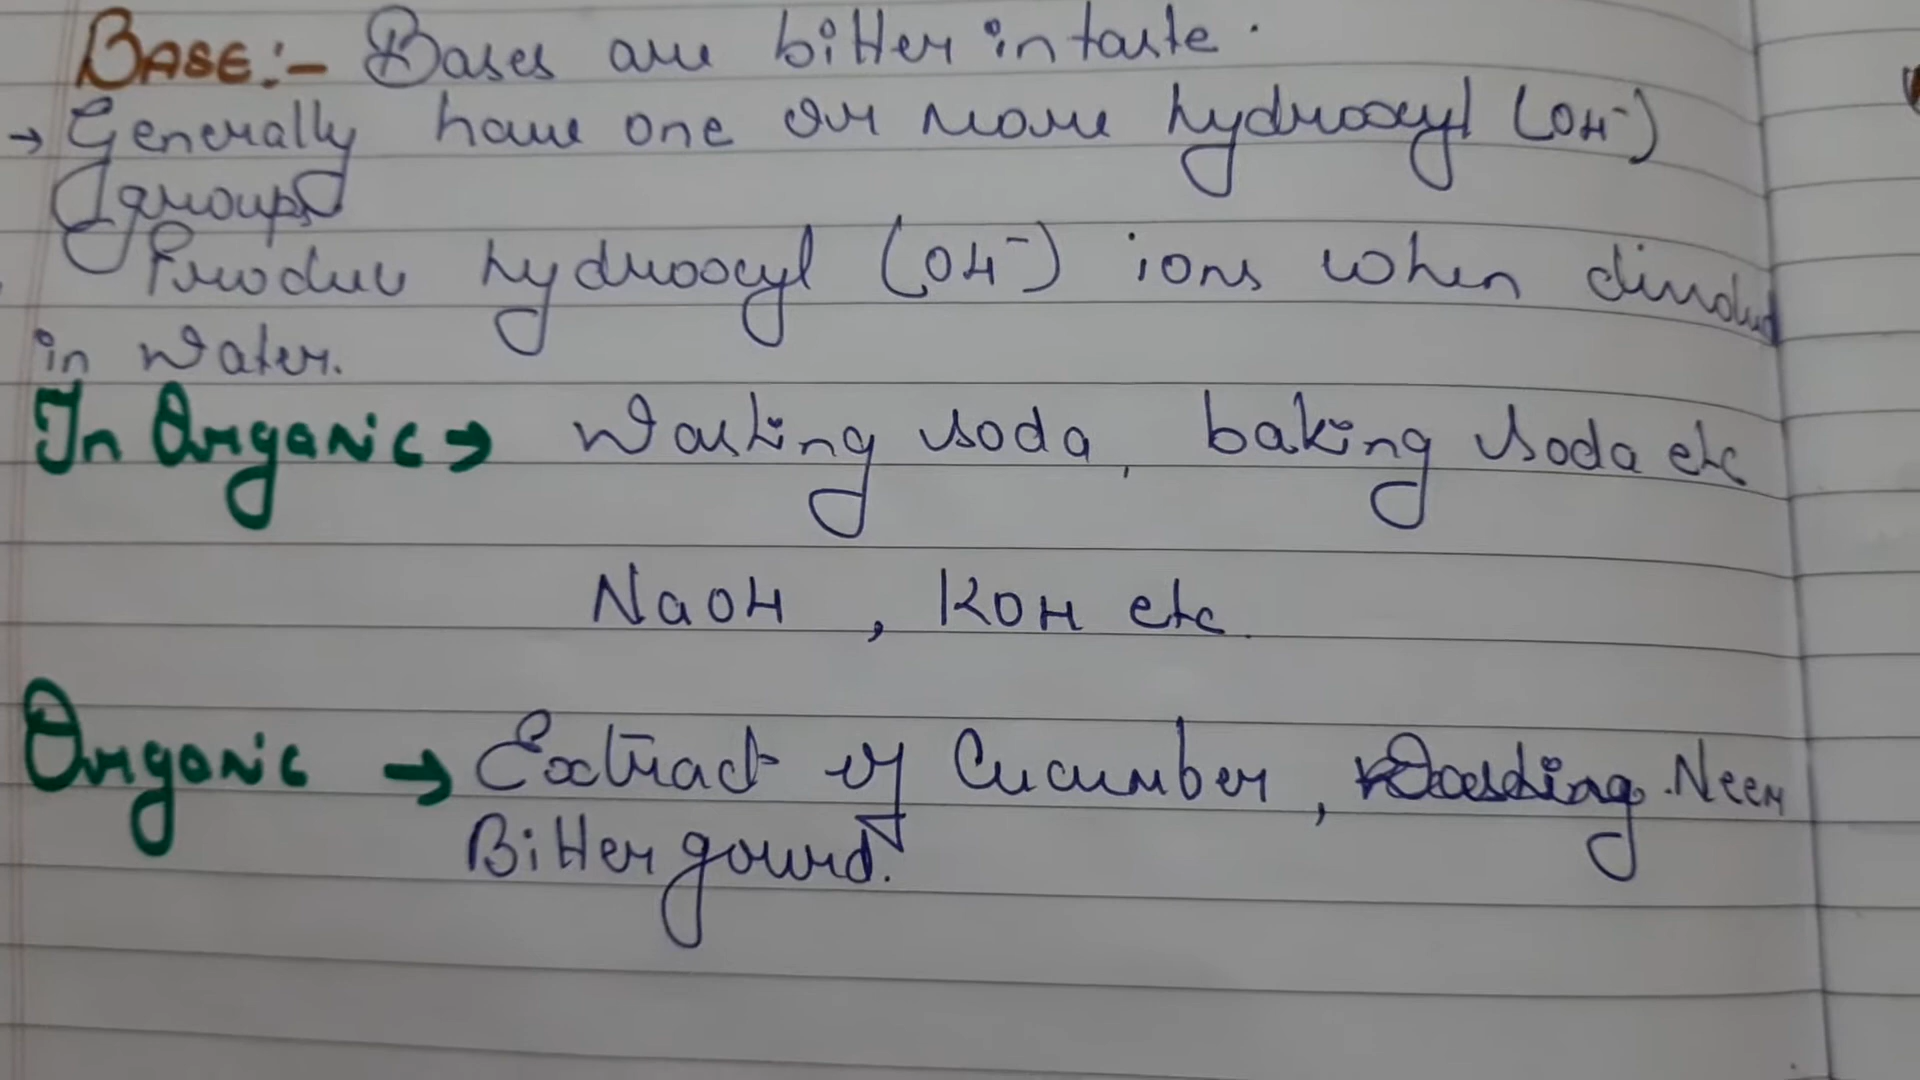 BASE:- Bases are bitter in taste.
→ Generally have one or more hydroxyl (OH⁻)
groups
Produce hydroxyl (OH⁻) ions when dissolved
in water.
In Organic → Washing soda, baking soda etc
NaOH , KOH etc.
Organic → Extract of Cucumber, Neem
Bitter gourd.